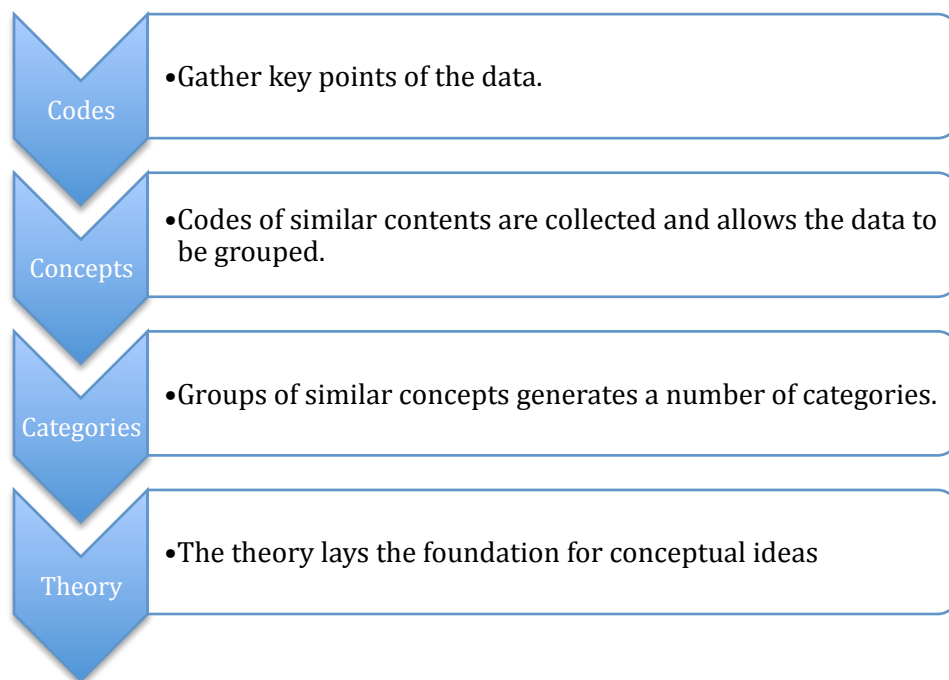 Codes
•Gather key points of the data.
Concepts
•Codes of similar contents are collected and allows the data to
be grouped.
Categories
•Groups of similar concepts generates a number of categories.
Theory
•The theory lays the foundation for conceptual ideas